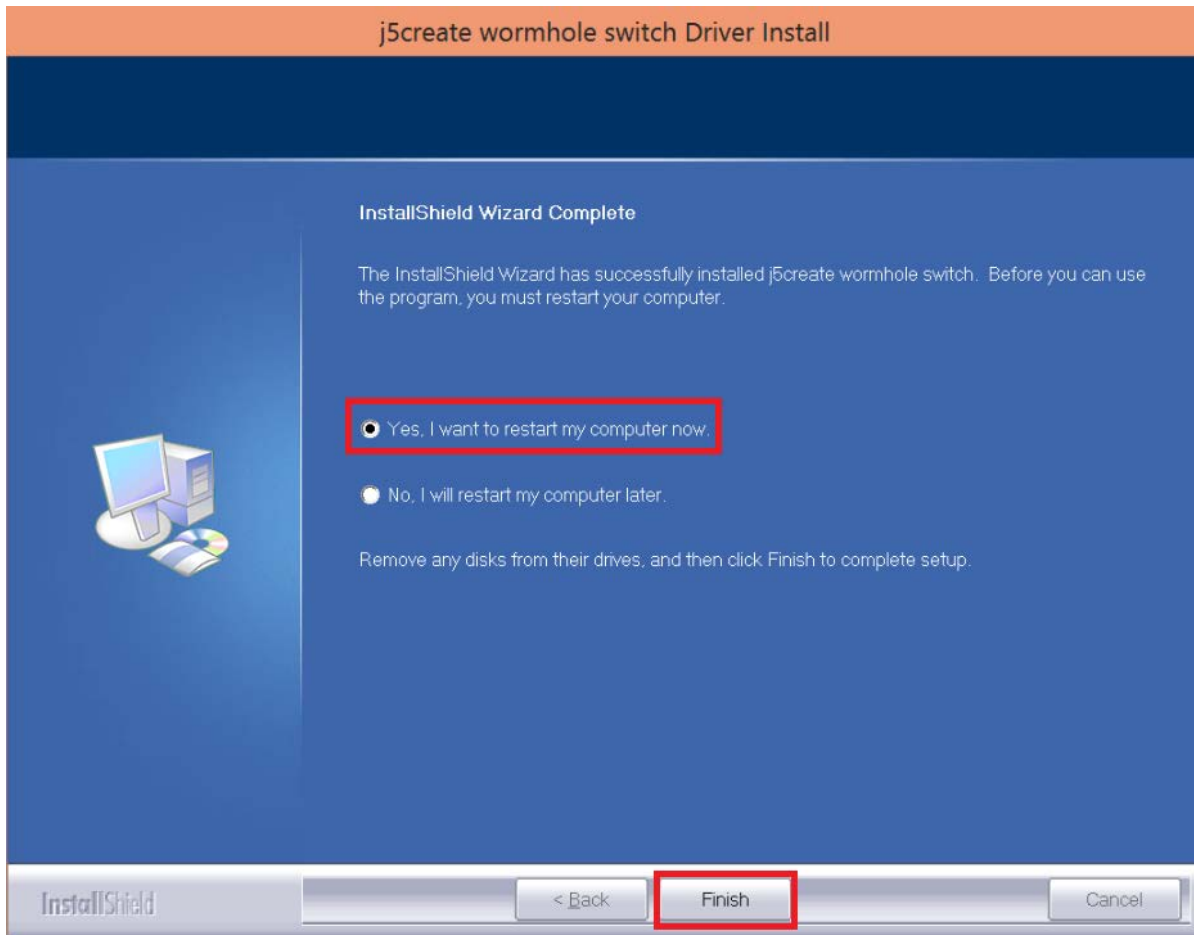 j5create wormhole switch Driver Install
InstallShield Wizard Complete
The InstallShield Wizard has successfully installed j5create wormhole switch. Before you can use
the program, you must restart your computer.
Yes, I want to restart my computer now.
No, I will restart my computer later.
Remove any disks from their drives, and then click Finish to complete setup.
InstallShield
< Back
Finish
Cancel